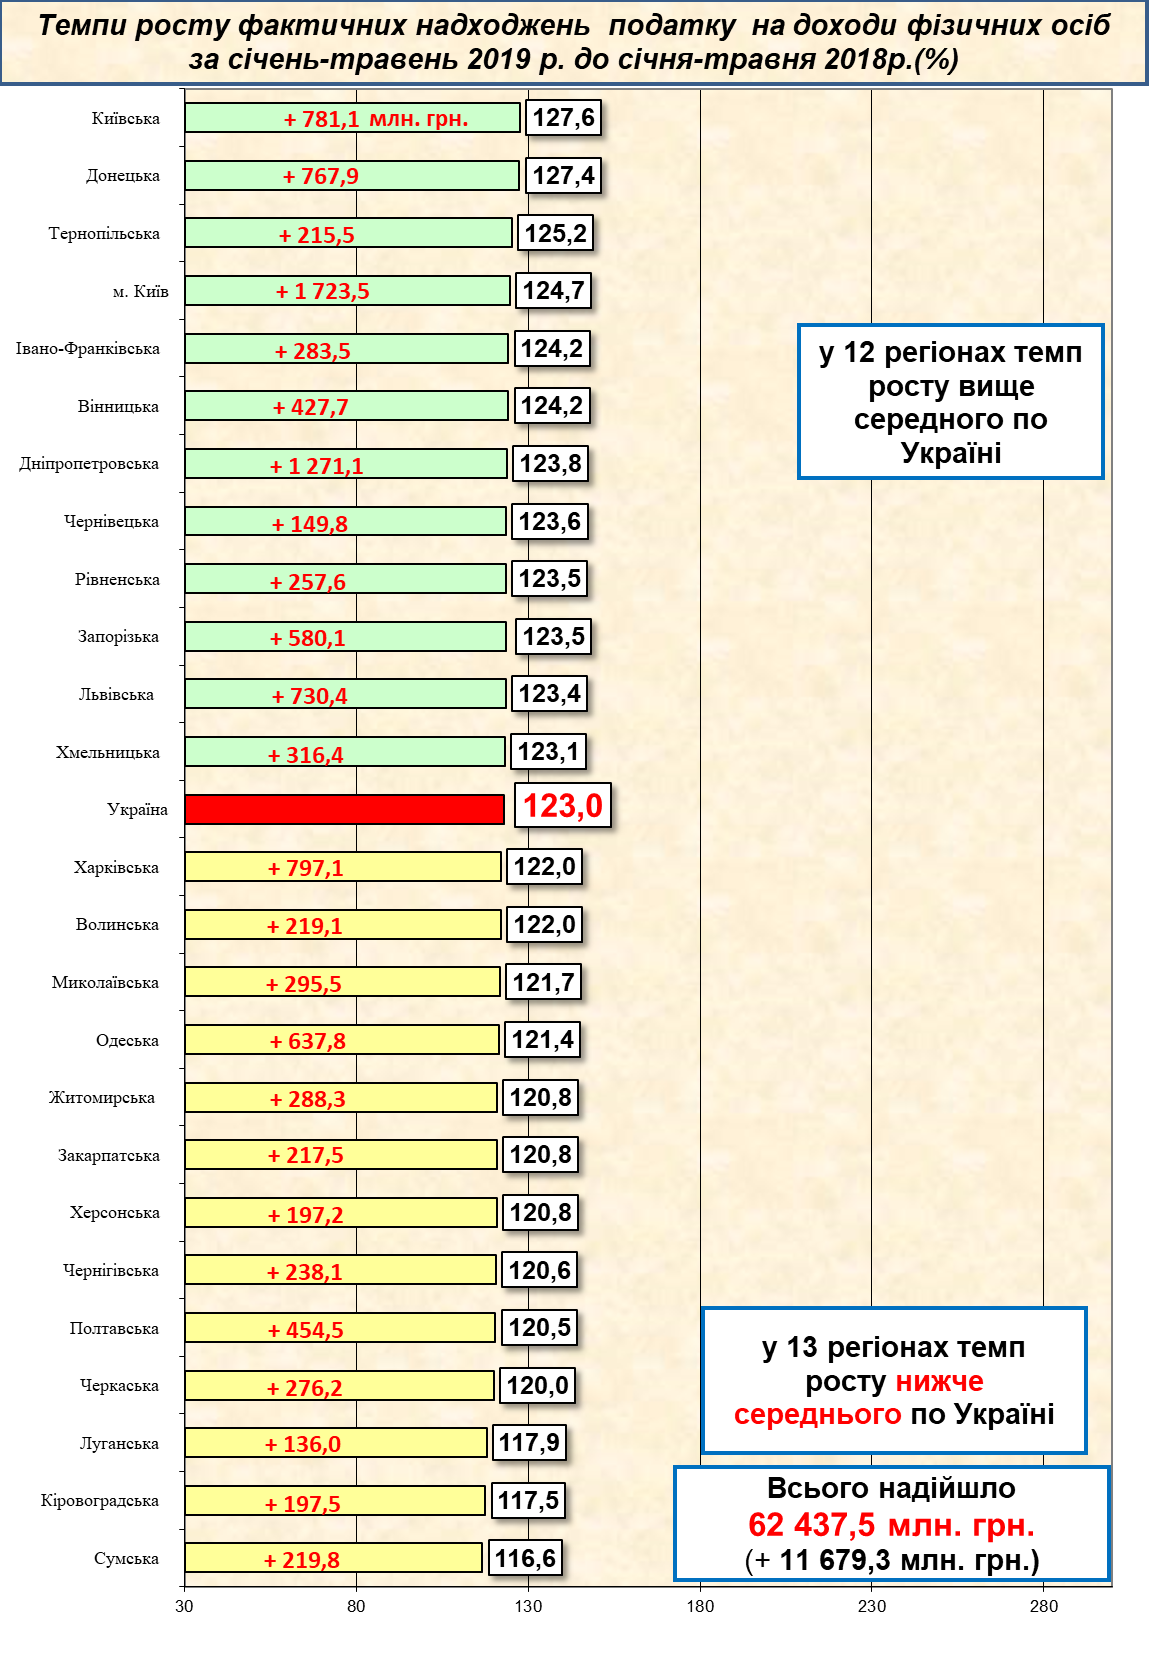 Темпи росту фактичних надходжень податку на доходи фізичних осіб
за січень-травень 2019 р. до січня-травня 2018р.(%)
Київська + 781,1 млн. грн. 127,6
Донецька + 767,9 127,4
Тернопільська + 215,5 125,2
м. Київ + 1 723,5 124,7
Івано-Франківська + 283,5 124,2
Вінницька + 427,7 124,2
Дніпропетровська + 1 271,1 123,8
Чернівецька + 149,8 123,6
Рівненська + 257,6 123,5
Запорізька + 580,1 123,5
Львівська + 730,4 123,4
Хмельницька + 316,4 123,1
Україна 123,0
Харківська + 797,1 122,0
Волинська + 219,1 122,0
Миколаївська + 295,5 121,7
Одеська + 637,8 121,4
Житомирська + 288,3 120,8
Закарпатська + 217,5 120,8
Херсонська + 197,2 120,8
Чернігівська + 238,1 120,6
Полтавська + 454,5 120,5
Черкаська + 276,2 120,0
Луганська + 136,0 117,9
Кіровоградська + 197,5 117,5
Сумська + 219,8 116,6
30 80 130 180 230 280
у 12 регіонах темп
росту вище
середного по
Україні
у 13 регіонах темп
росту нижче
середнього по Україні
Всього надійшло
62 437,5 млн. грн.
(+ 11 679,3 млн. грн.)